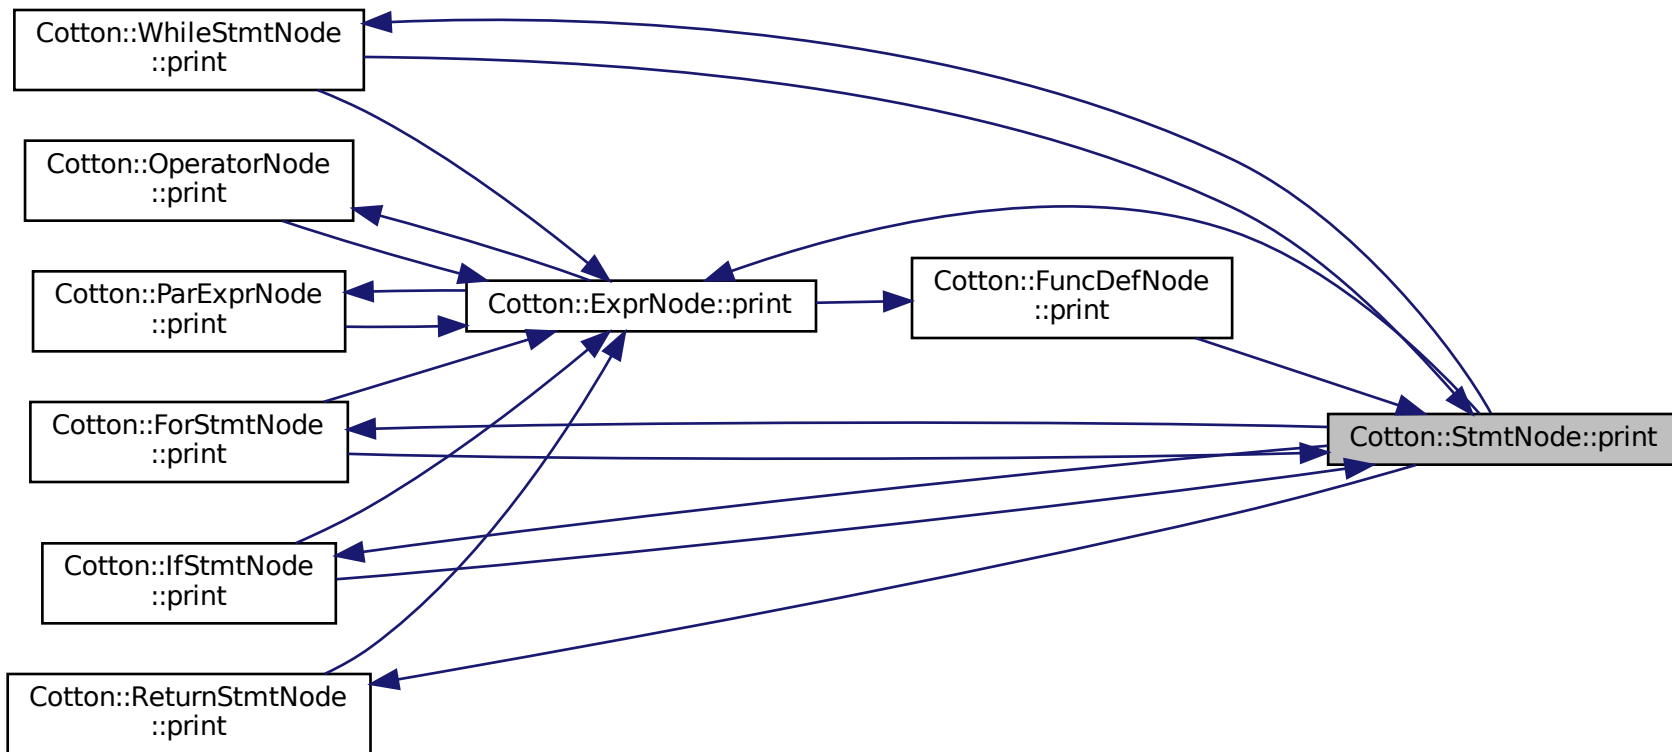 Cotton::WhileStmtNode
::print
Cotton::OperatorNode
::print
Cotton::ParExprNode
::print
Cotton::ExprNode::print
Cotton::FuncDefNode
::print
Cotton::ForStmtNode
::print
Cotton::StmtNode::print
Cotton::IfStmtNode
::print
Cotton::ReturnStmtNode
::print